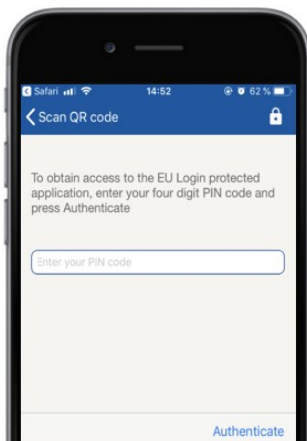 Safari 14:52 62 %
Scan QR code
To obtain access to the EU Login protected
application, enter your four digit PIN code and
press Authenticate
Enter your PIN code
Authenticate